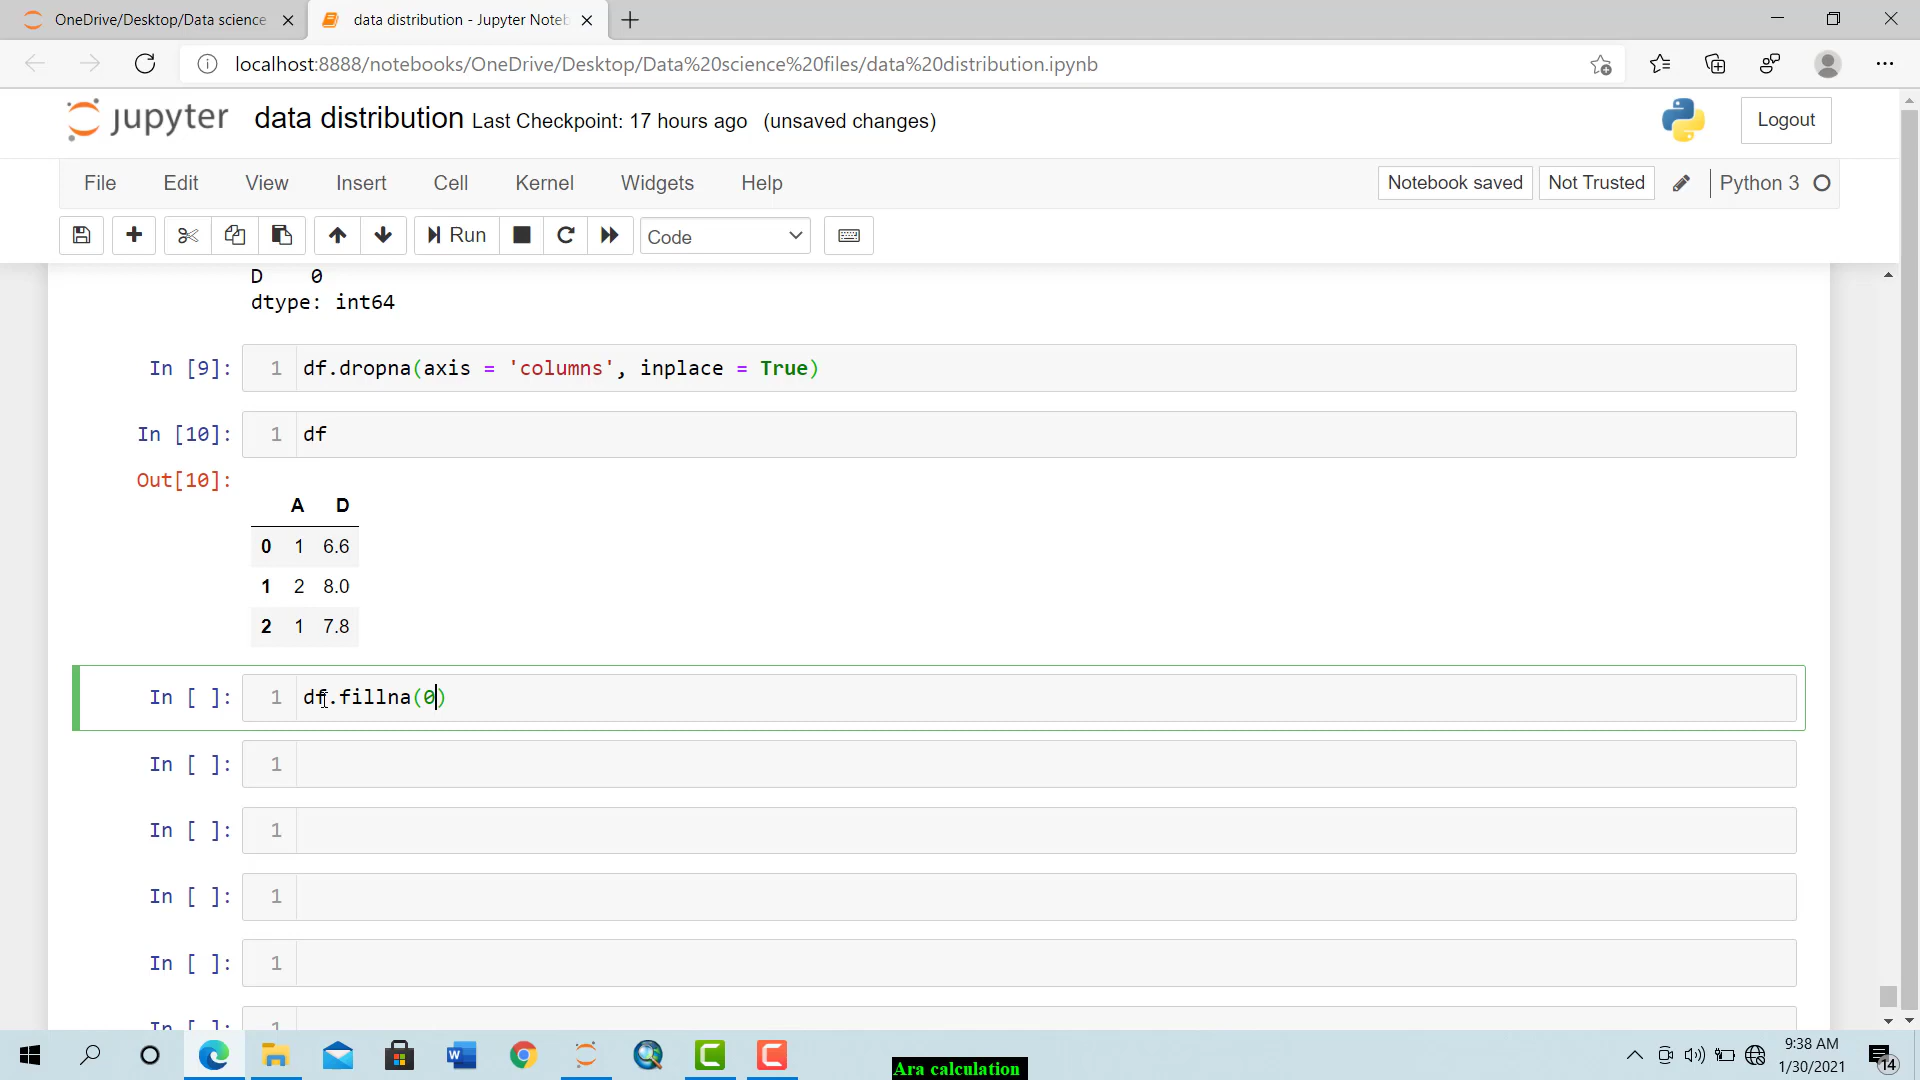 OneDrive/Desktop/Data science
data distribution - Jupyter Noteb
localhost:8888/notebooks/OneDrive/Desktop/Data%20science%20files/data%20distribution.ipynb
jupyter data distribution Last Checkpoint: 17 hours ago (unsaved changes)
Logout
File Edit View Insert Cell Kernel Widgets Help
Notebook saved Not Trusted Python 3
Run Code
D 0
dtype: int64
In [9]: 1 df.dropna(axis = 'columns', inplace = True)
In [10]: 1 df
Out[10]:
A D
0 1 6.6
1 2 8.0
2 1 7.8
In [ ]: 1 df.fillna(0)
In [ ]: 1
In [ ]: 1
In [ ]: 1
In [ ]: 1
In [ ]: 1
9:38 AM
1/30/2021
14
Ara calculation